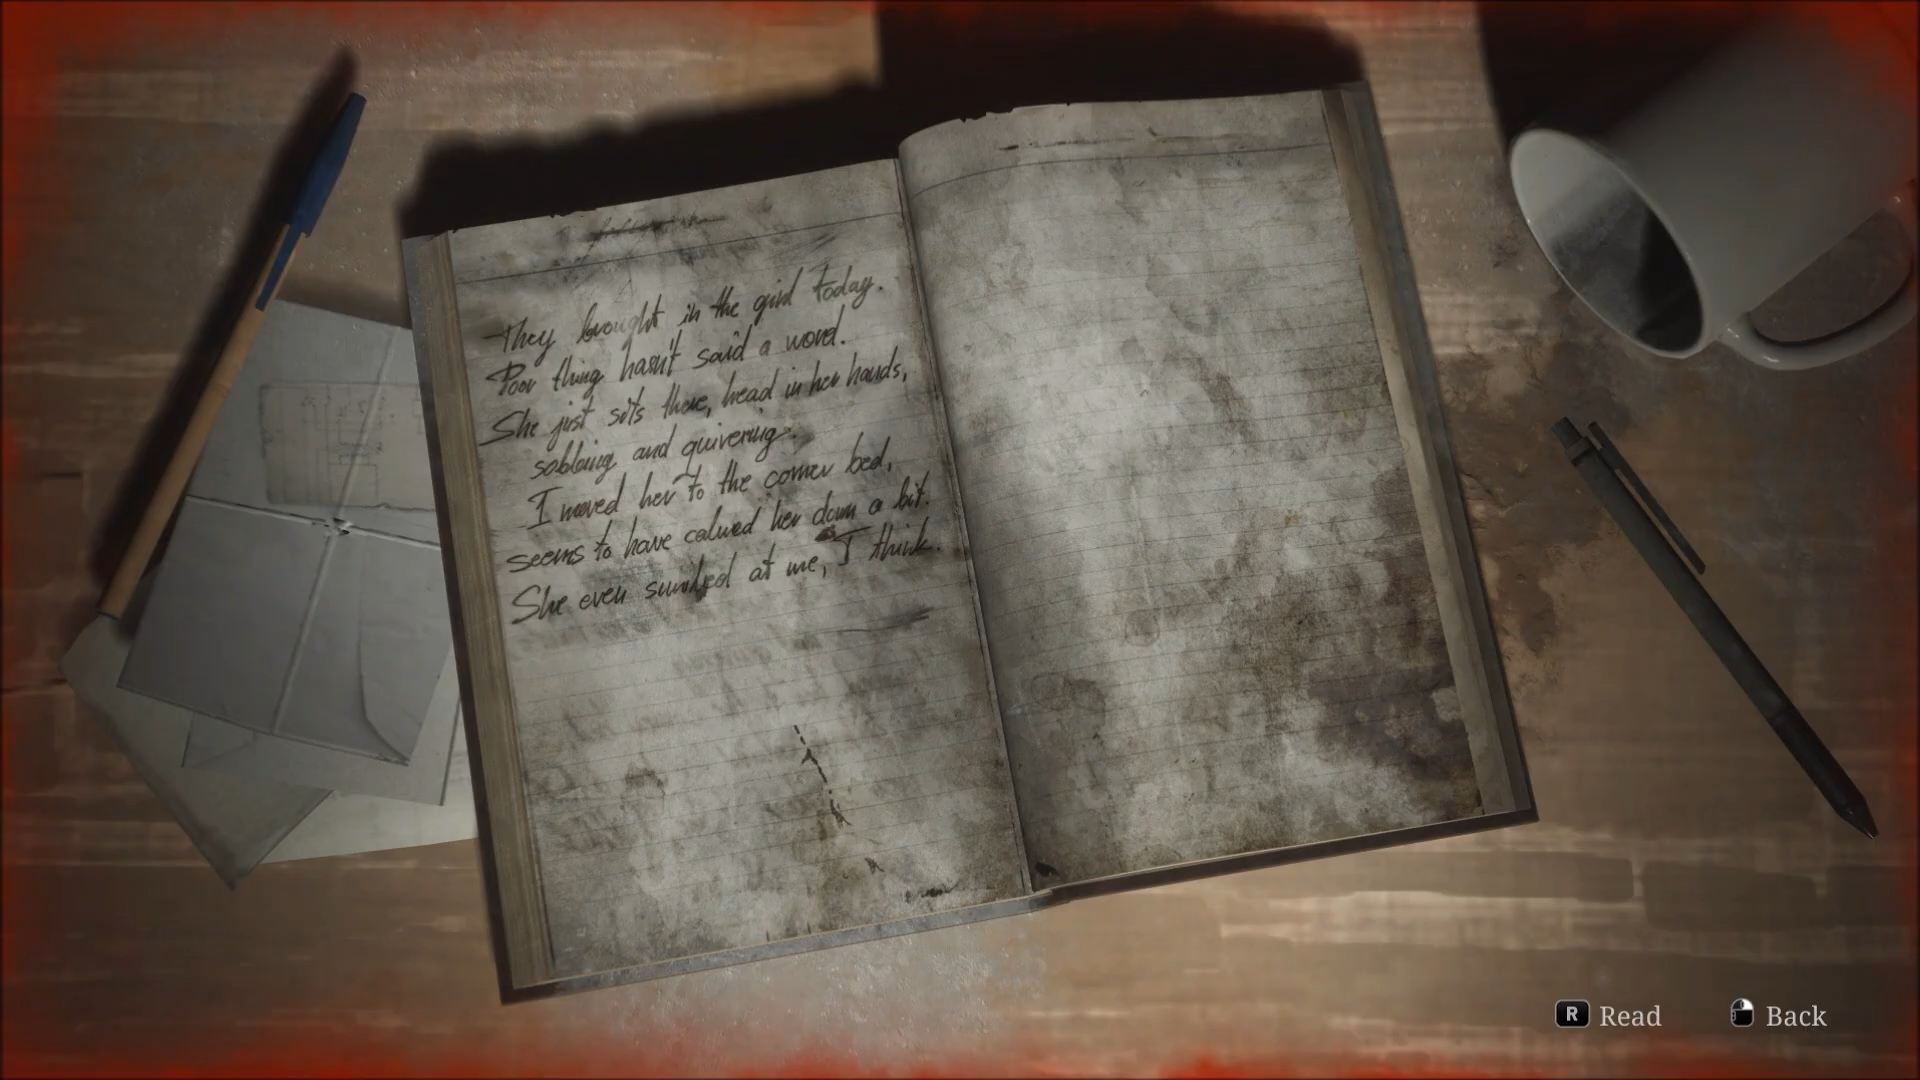 They brought in the girl today.
Poor thing hasn't said a word.
She just sits there, head in her hands,
sobbing and quivering.
I moved her to the corner bed,
seems to have calmed her down a bit.
She even smiled at me, I think.
R Read
Back